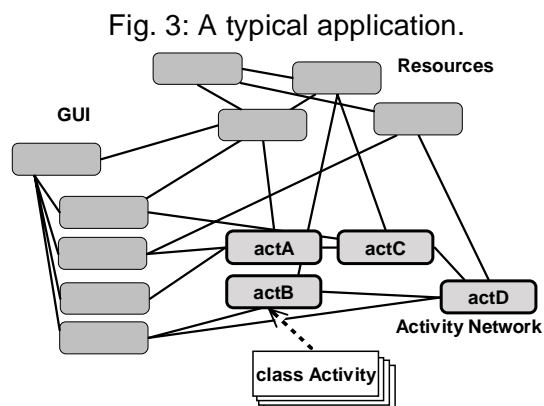 Fig. 3: A typical application.
Resources
GUI
actA
actC
actB
actD
Activity Network
class Activity